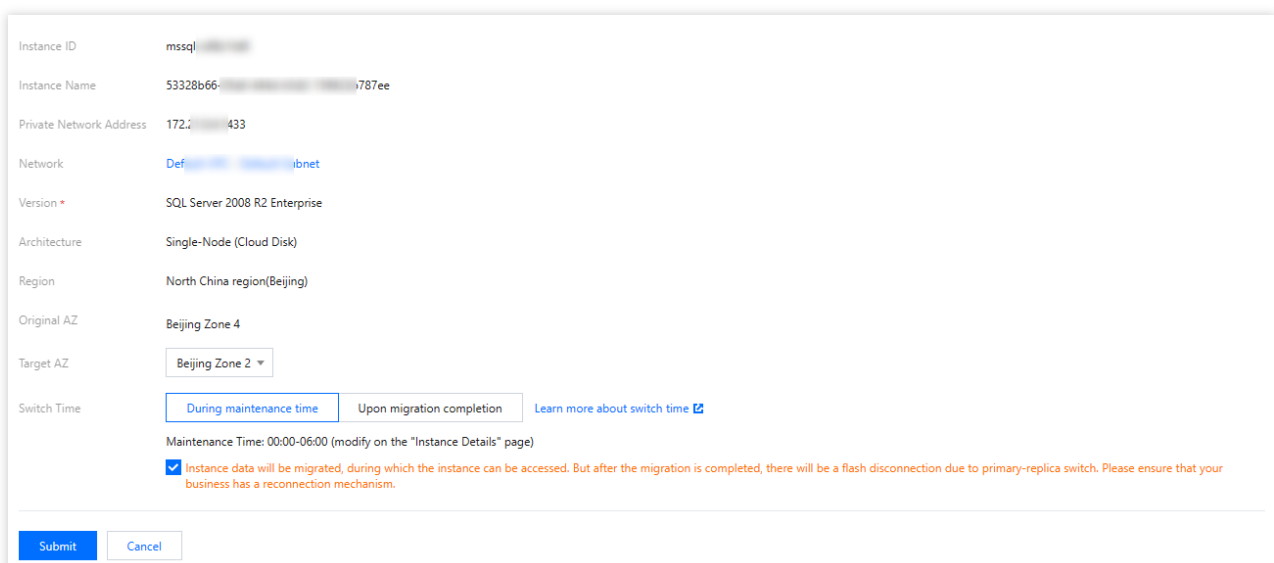 Instance ID mssql
Instance Name 53328b66- 787ee
Private Network Address 172.2 433
Network Def bnet
Version * SQL Server 2008 R2 Enterprise
Architecture Single-Node (Cloud Disk)
Region North China region(Beijing)
Original AZ Beijing Zone 4
Target AZ Beijing Zone 2
Switch Time During maintenance time Upon migration completion Learn more about switch time
Maintenance Time: 00:00-06:00 (modify on the "Instance Details" page)
Instance data will be migrated, during which the instance can be accessed. But after the migration is completed, there will be a flash disconnection due to primary-replica switch. Please ensure that your
business has a reconnection mechanism.
Submit Cancel